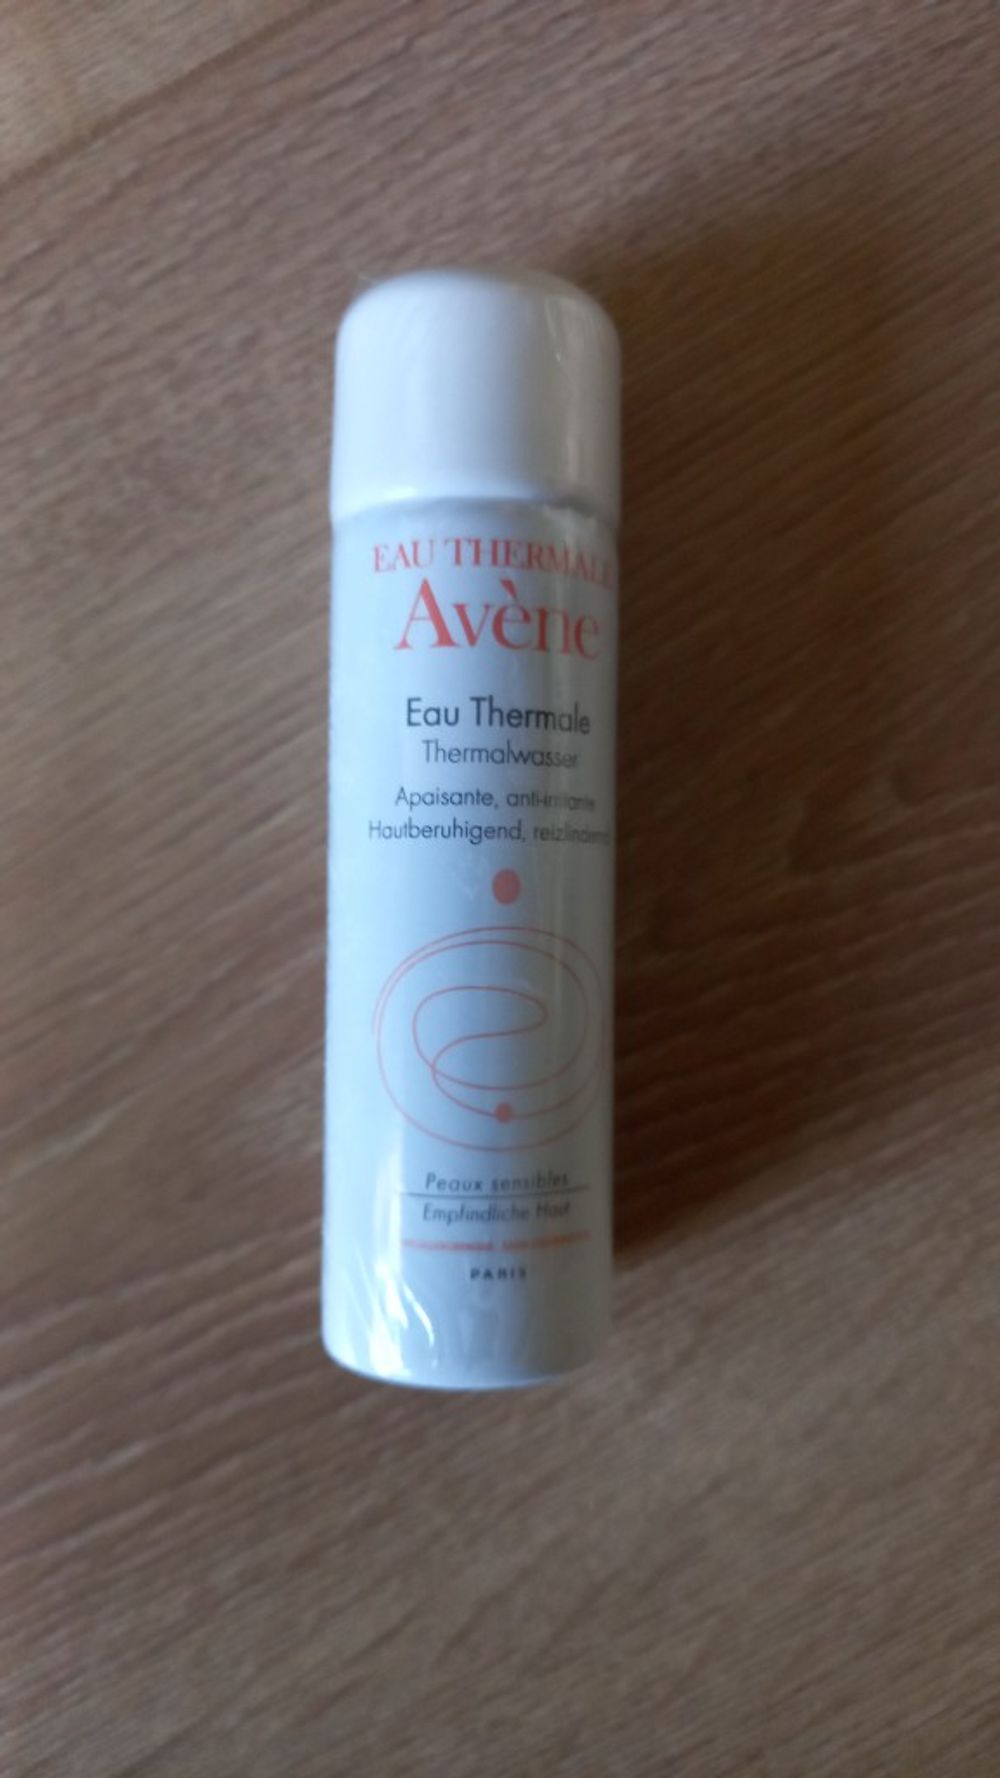 EAU THERMALE
Avène
Eau Thermale
Thermalwasser
Apaisante, anti-irritante
Hautberuhigend, reizlindernd
Peaux sensibles
Empfindliche Haut
PARIS